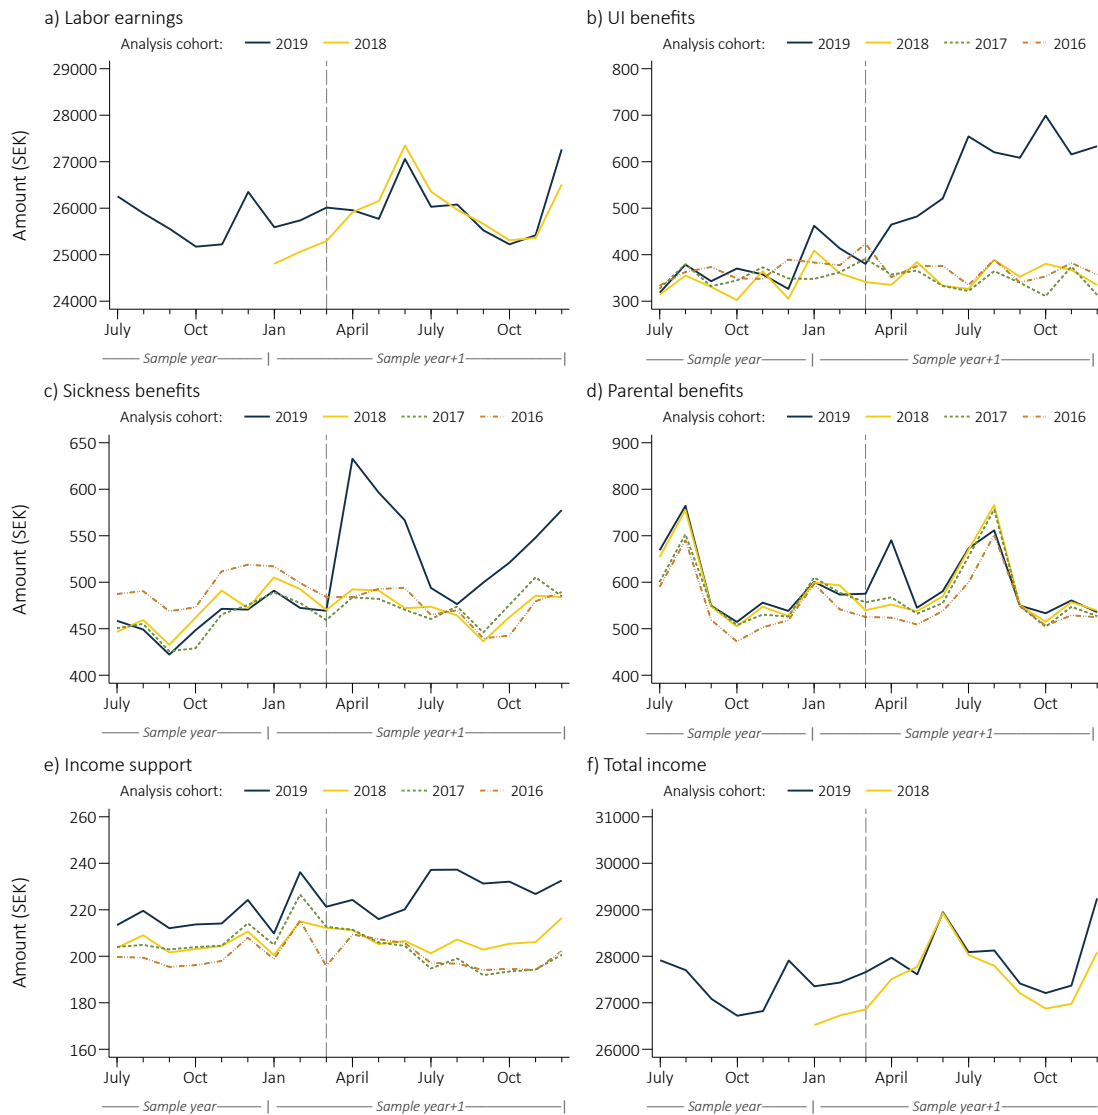 a) Labor earnings
Analysis cohort: 2019 2018
Amount (SEK)
29000
28000
27000
26000
25000
24000
July Oct Jan April July Oct
Sample year | Sample year+1 |
b) UI benefits
Analysis cohort: 2019 2018 2017 2016
800
700
600
500
400
300
July Oct Jan April July Oct
Sample year | Sample year+1 |
c) Sickness benefits
Analysis cohort: 2019 2018 2017 2016
Amount (SEK)
650
600
550
500
450
400
July Oct Jan April July Oct
Sample year | Sample year+1 |
d) Parental benefits
Analysis cohort: 2019 2018 2017 2016
900
800
700
600
500
400
July Oct Jan April July Oct
Sample year | Sample year+1 |
e) Income support
Analysis cohort: 2019 2018 2017 2016
Amount (SEK)
260
240
220
200
180
160
July Oct Jan April July Oct
Sample year | Sample year+1 |
f) Total income
Analysis cohort: 2019 2018
31000
30000
29000
28000
27000
26000
July Oct Jan April July Oct
Sample year | Sample year+1 |